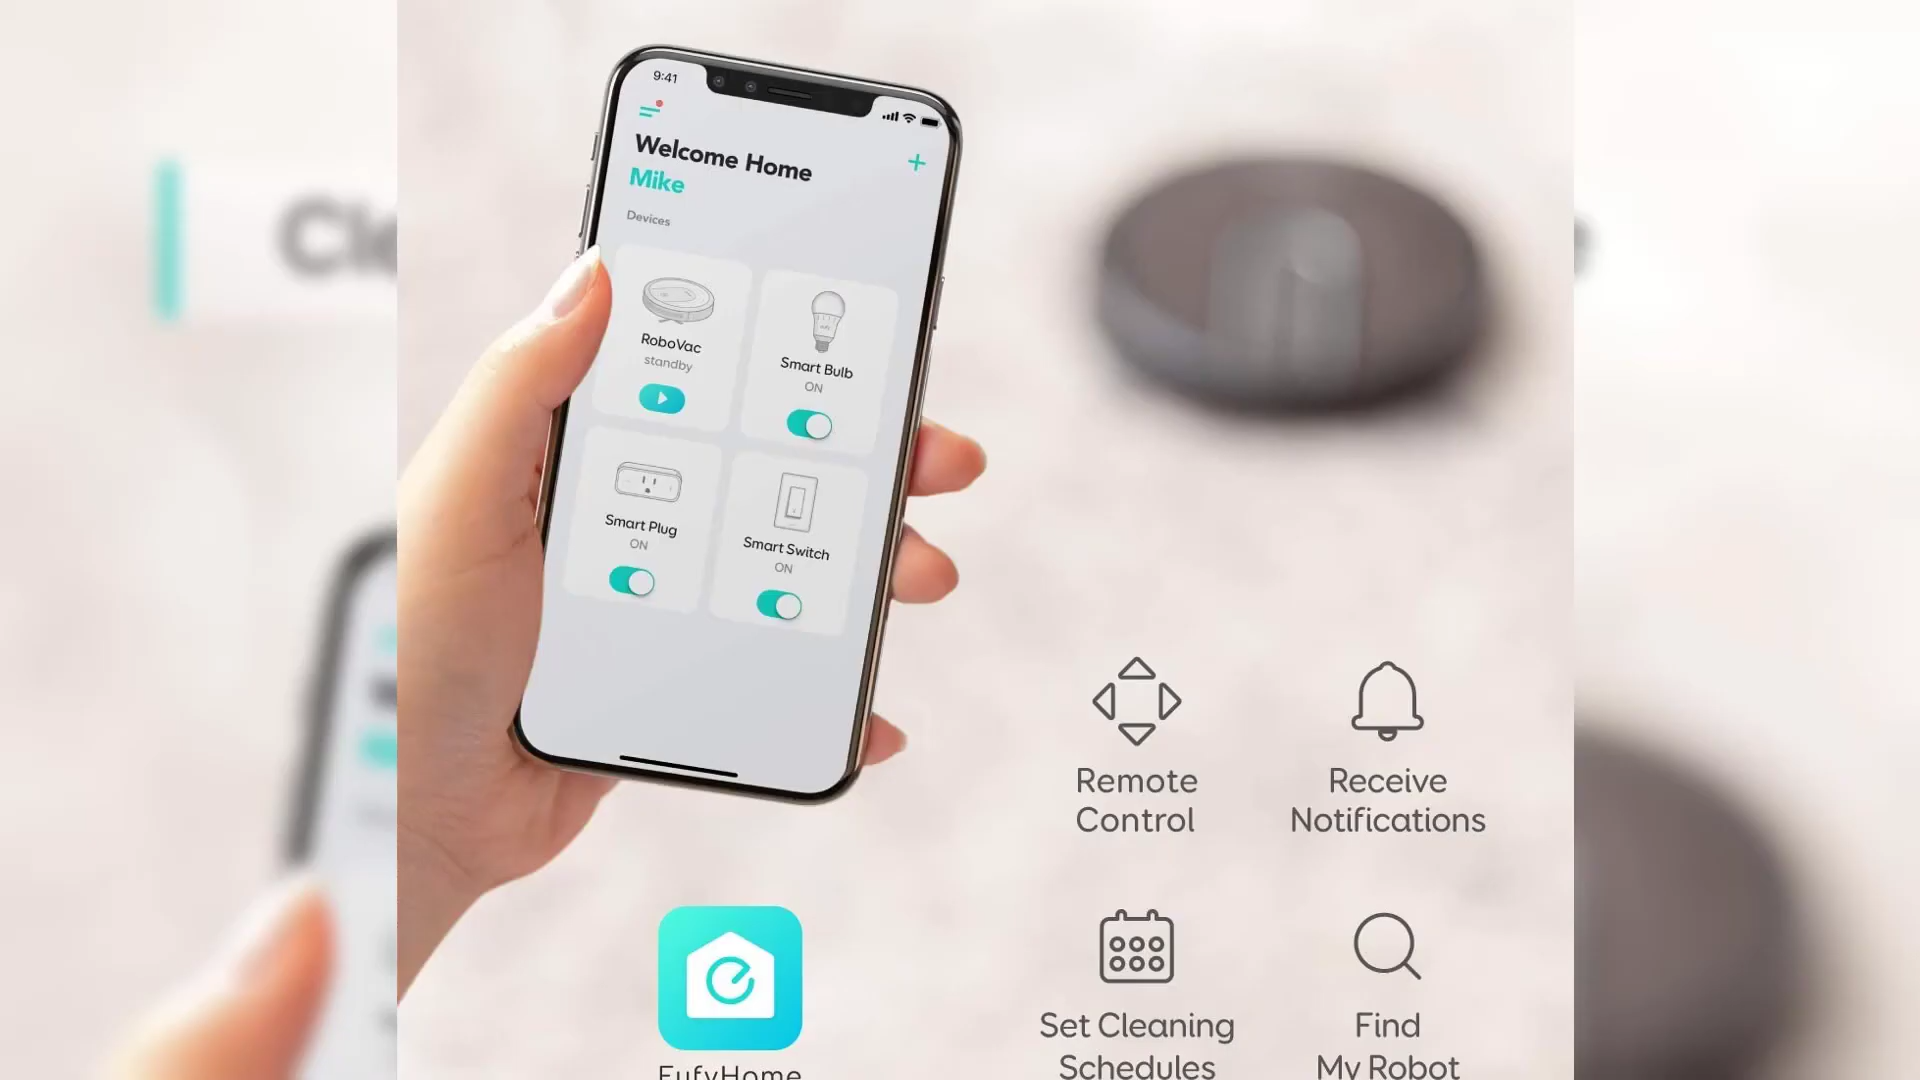 9:41
Welcome Home
Mike
Devices
RoboVac
standby
Smart Bulb
ON
Smart Plug
ON
Smart Switch
ON
Remote
Control
Receive
Notifications
Set Cleaning
Schedules
Find
My Robot
EufyHome